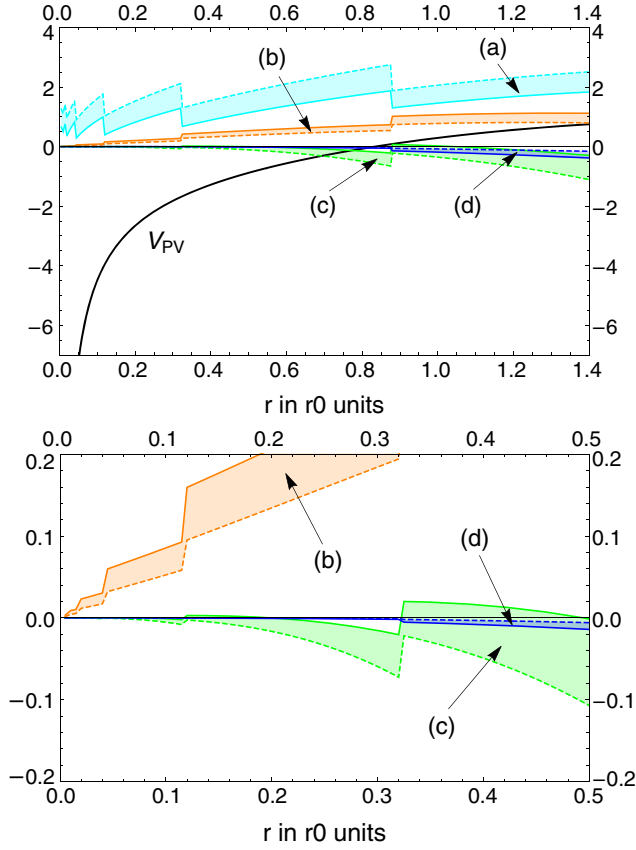 0.0 0.2 0.4 0.6 0.8 1.0 1.2 1.4
4 4
(b) (a)
2 2
0 0
(c) (d)
−2 −2
VPV
−4 −4
−6 −6
0.0 0.2 0.4 0.6 0.8 1.0 1.2 1.4
r in r0 units
0.0 0.1 0.2 0.3 0.4 0.5
0.2 0.2
0.1 0.1
(b) (d)
0.0 0.0
−0.1 −0.1
(c)
−0.2 −0.2
0.0 0.1 0.2 0.3 0.4 0.5
r in r0 units